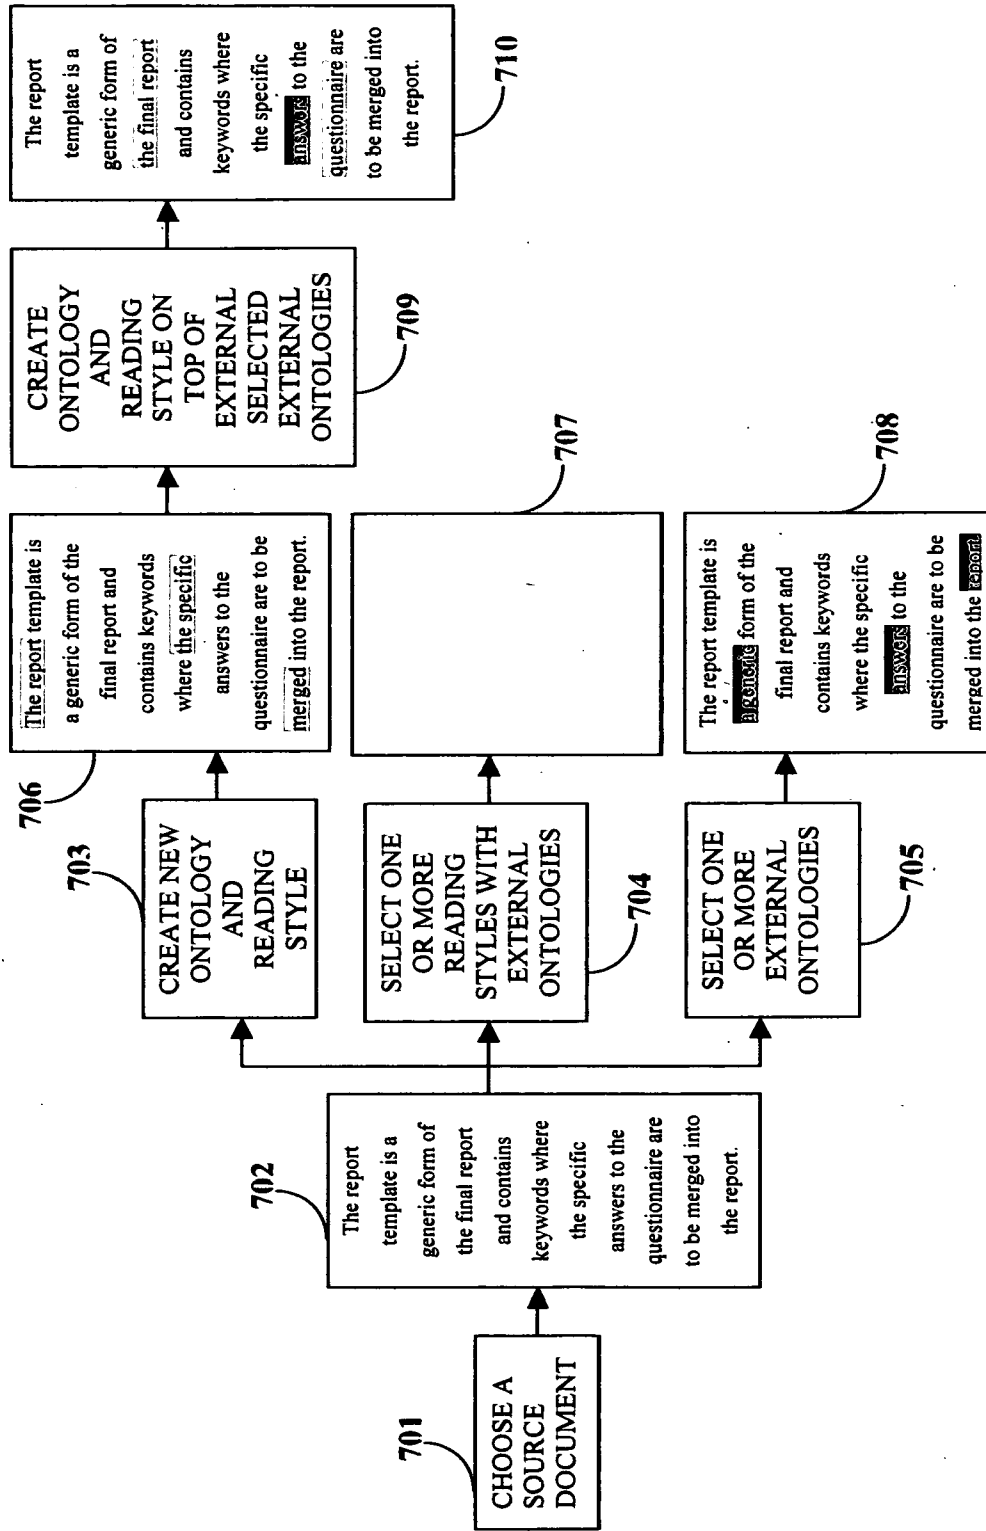 701
CHOOSE A
SOURCE
DOCUMENT
702
The report
template is a
generic form of
the final report
and contains
keywords where
the specific
answers to the
questionnaire are
to be merged into
the report.
703
CREATE NEW
ONTOLOGY
AND
READING
STYLE
SELECT ONE
OR MORE
READING
STYLES WITH
EXTERNAL
ONTOLOGIES
704
SELECT ONE
OR MORE
EXTERNAL
ONTOLOGIES
705
706
The report template is
a generic form of the
final report and
contains keywords
where the specific
answers to the
questionnaire are to be
merged into the report.
707
708
The report template is
a generic form of the
final report and
contains keywords
where the specific
answers to the
questionnaire are to be
merged into the report
CREATE
ONTOLOGY
AND
READING
STYLE ON
TOP OF
EXTERNAL
SELECTED
EXTERNAL
ONTOLOGIES
709
The report
template is a
generic form of
the final report
and contains
keywords where
the specific
answers to the
questionnaire are
to be merged into
the report.
710